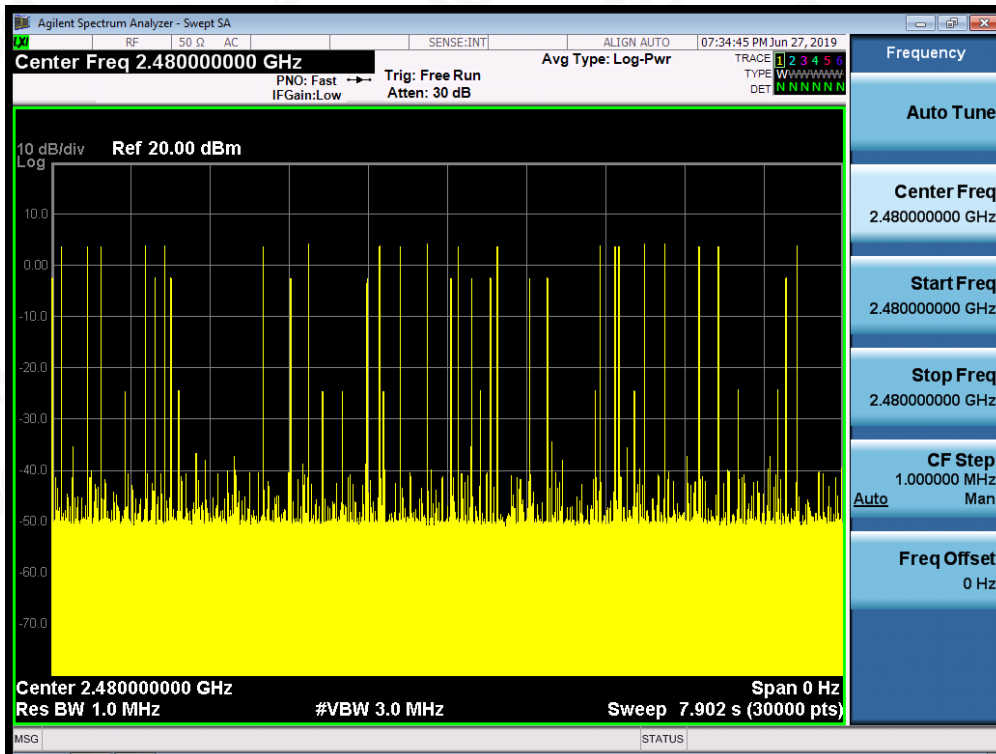 Agilent Spectrum Analyzer - Swept SA
LXI RF 50 Ω AC SENSE:INT ALIGN AUTO 07:34:45 PM Jun 27, 2019
Center Freq 2.480000000 GHz
PNO: Fast
IFGain:Low
Trig: Free Run
Atten: 30 dB
Avg Type: Log-Pwr
TRACE 1 2 3 4 5 6
TYPE WWWWWW
DET N N N N N N
10 dB/div Ref 20.00 dBm
Log
10.0
0.00
-10.0
-20.0
-30.0
-40.0
-50.0
-60.0
-70.0
Center 2.480000000 GHz Span 0 Hz
Res BW 1.0 MHz #VBW 3.0 MHz Sweep 7.902 s (30000 pts)
MSG STATUS
Frequency
Auto Tune
Center Freq
2.480000000 GHz
Start Freq
2.480000000 GHz
Stop Freq
2.480000000 GHz
CF Step
1.000000 MHz
Auto Man
Freq Offset
0 Hz